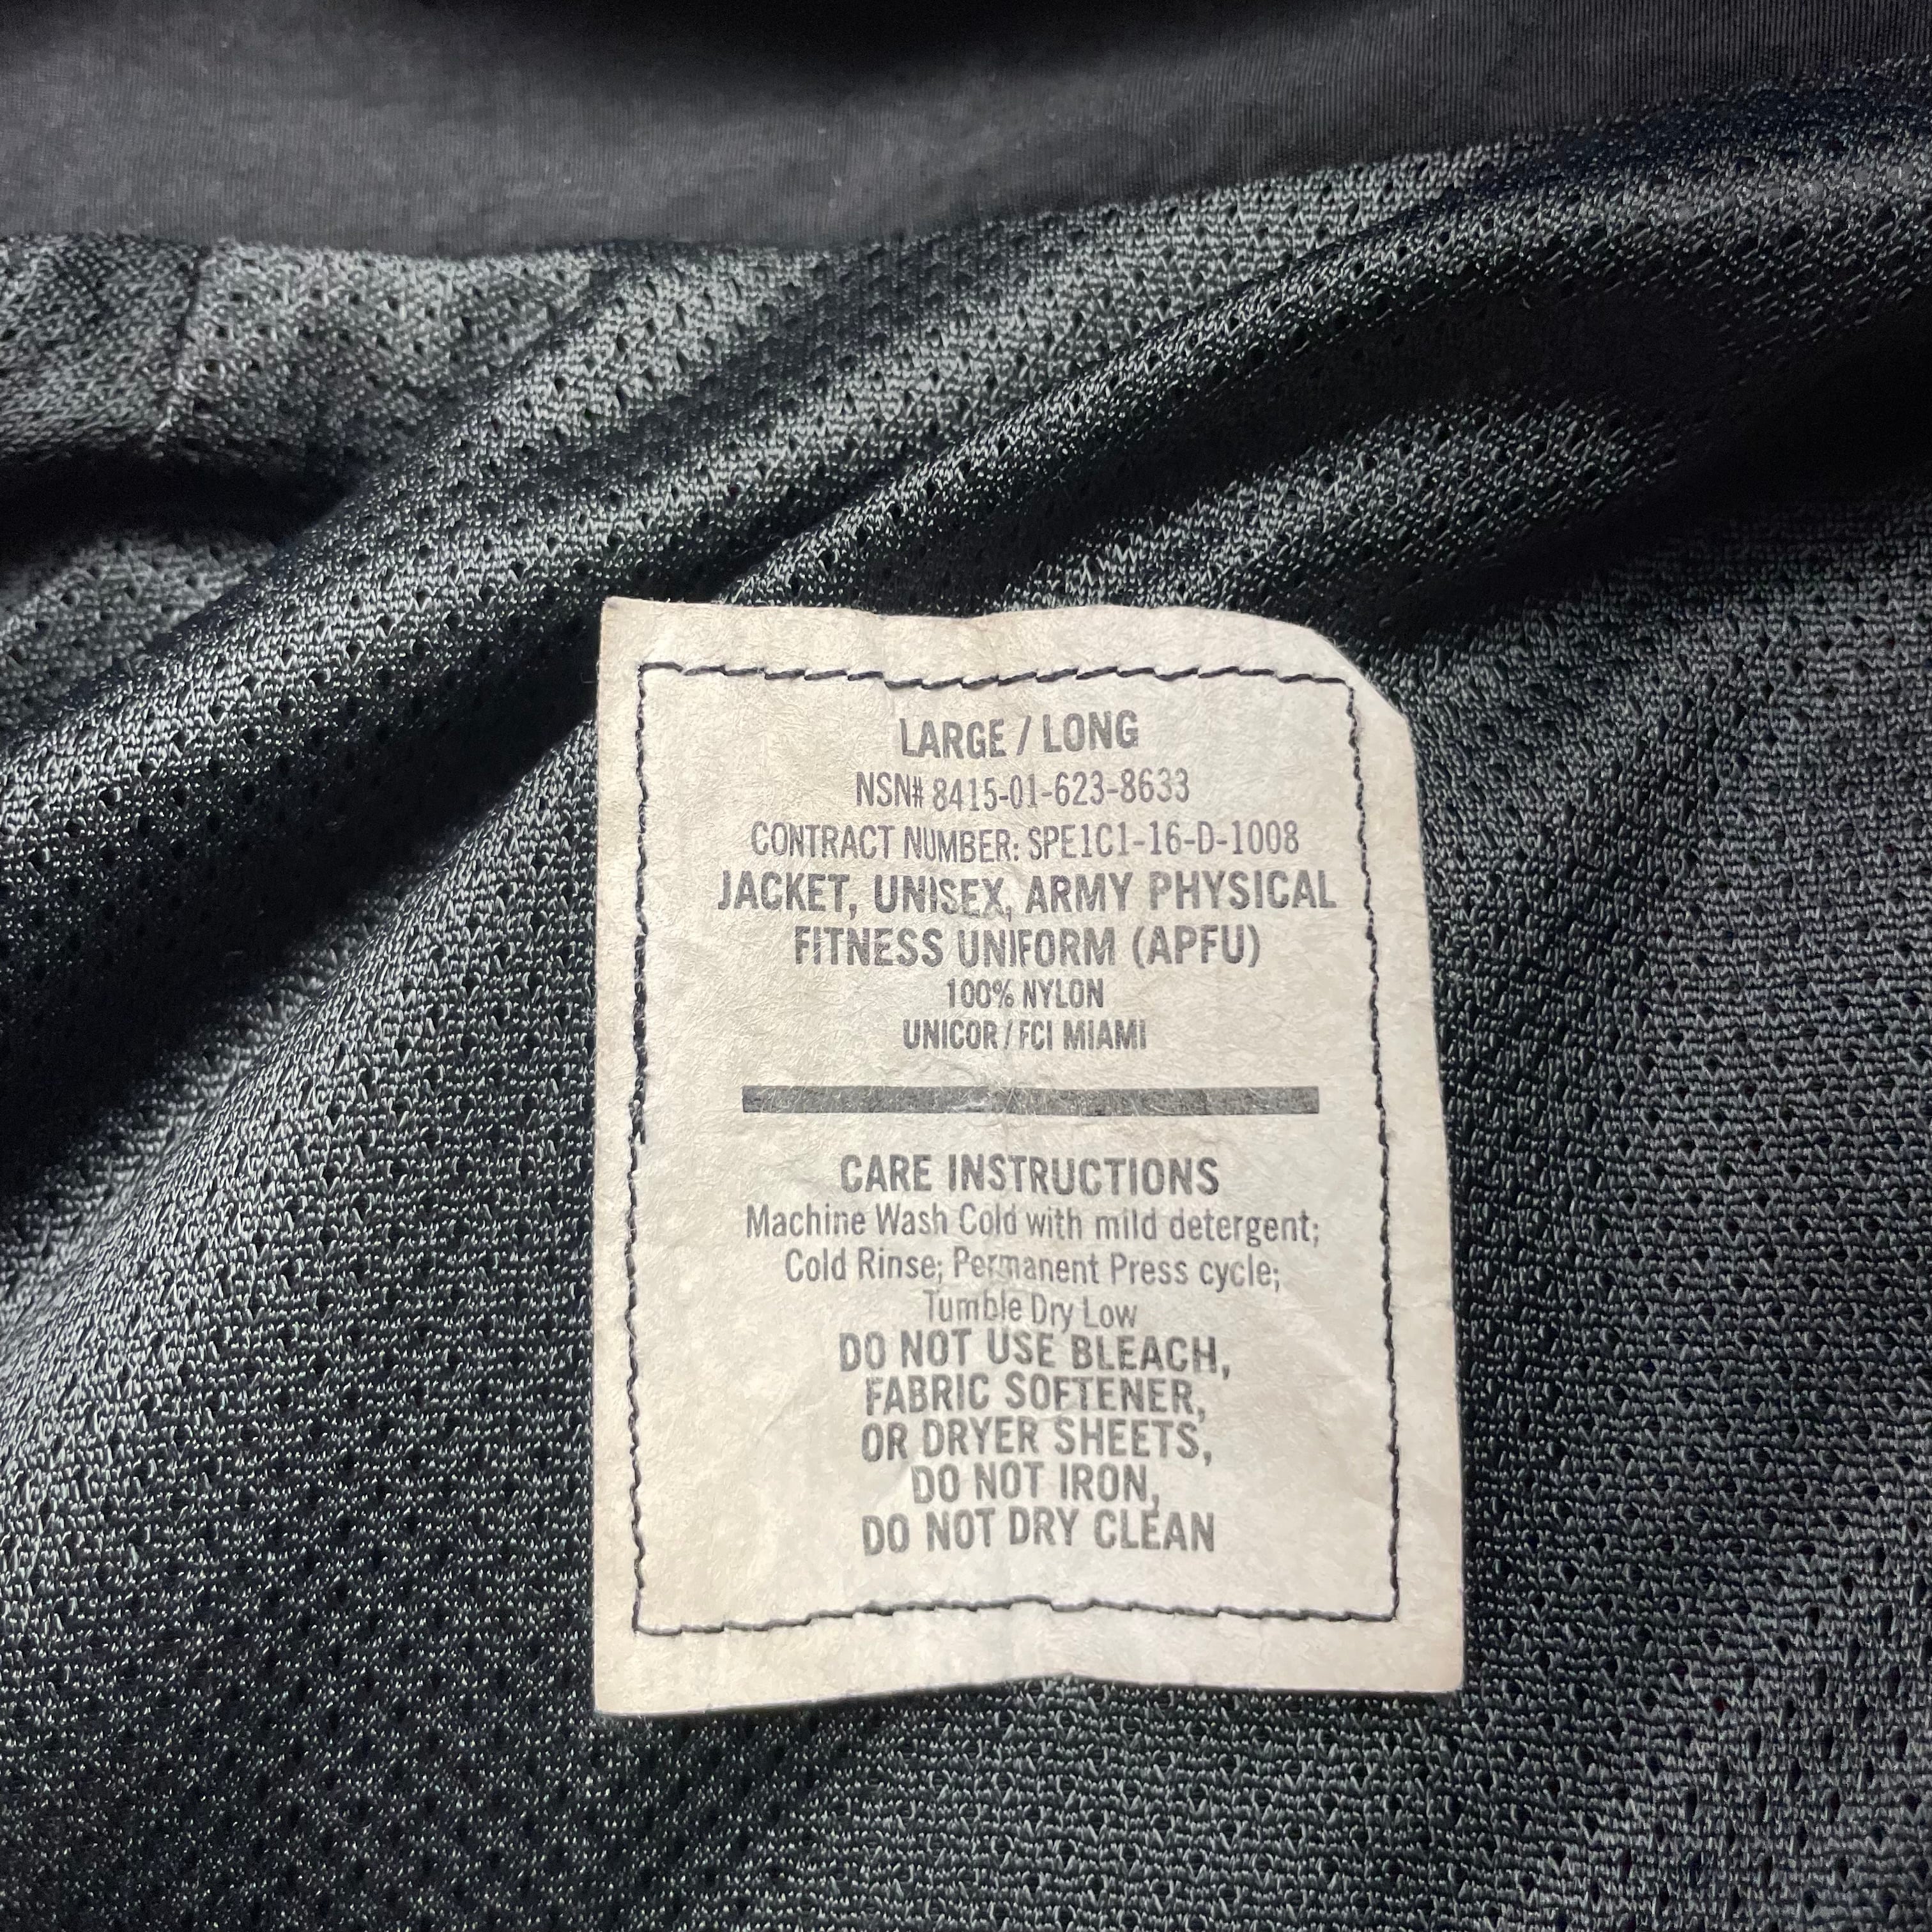 LARGE / LONG
NSN# 8415-01-623-8633
CONTRACT NUMBER: SPE1C1-16-D-1008
JACKET, UNISEX, ARMY PHYSICAL
FITNESS UNIFORM (APFU)
100% NYLON
UNICOR / FCI MIAMI
CARE INSTRUCTIONS
Machine Wash Cold with mild detergent;
Cold Rinse; Permanent Press cycle;
Tumble Dry Low
DO NOT USE BLEACH,
FABRIC SOFTENER,
OR DRYER SHEETS,
DO NOT IRON,
DO NOT DRY CLEAN